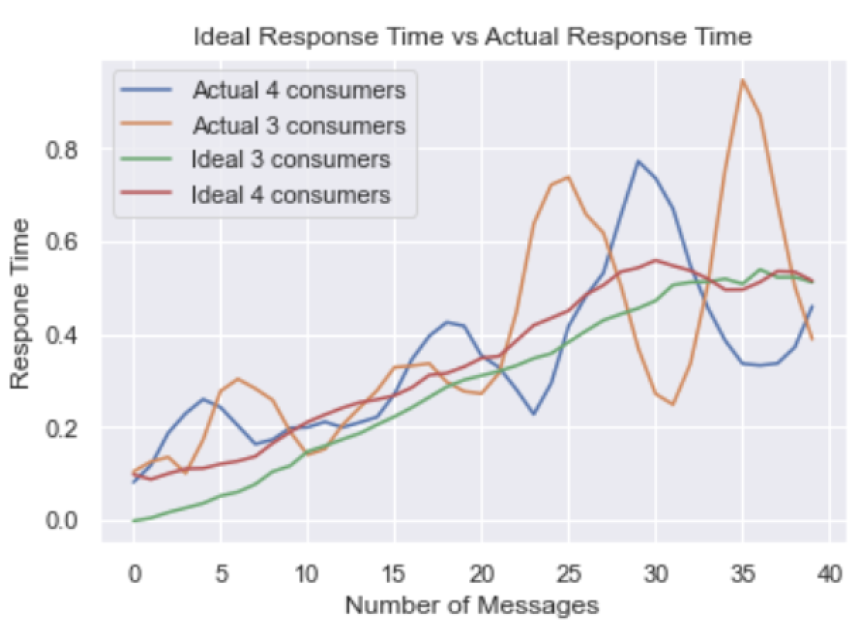 Ideal Response Time vs Actual Response Time
Actual 4 consumers
Actual 3 consumers
Ideal 3 consumers
Ideal 4 consumers
Respone Time
0.8
0.6
0.4
0.2
0.0
0 5 10 15 20 25 30 35 40
Number of Messages